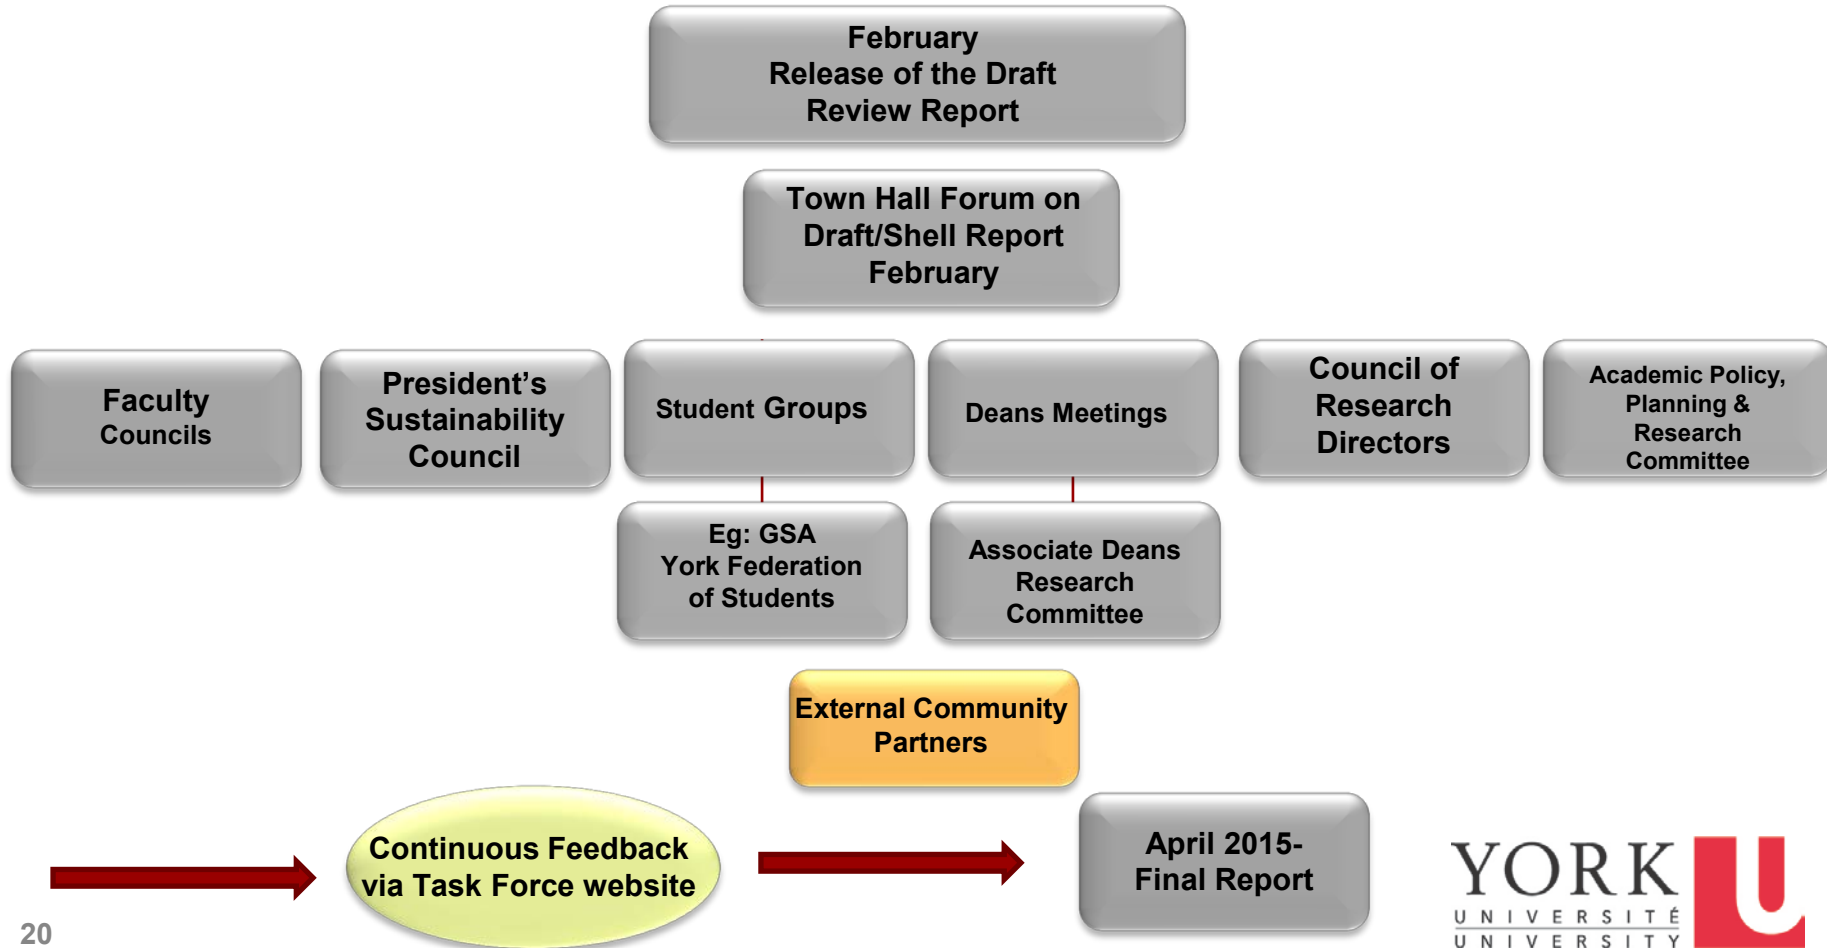 February
Release of the Draft
Review Report
Town Hall Forum on
Draft/Shell Report
February
Faculty
Councils
President's
Sustainability
Council
Student Groups
Deans Meetings
Council of
Research
Directors
Academic Policy,
Planning &
Research
Committee
Eg: GSA
York Federation
of Students
Associate Deans
Research
Committee
External Community
Partners
Continuous Feedback
via Task Force website
April 2015-
Final Report
YORK U
UNIVERSITÉ
UNIVERSITY
20